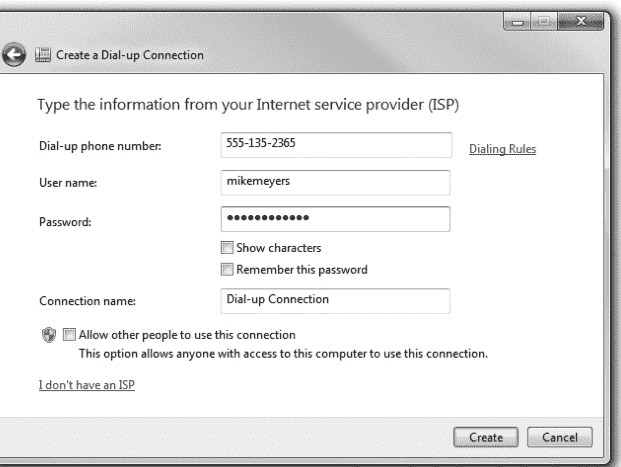 Create a Dial-up Connection
Type the information from your Internet service provider (ISP)
Dial-up phone number:
555-135-2365
Dialing Rules
User name:
mikemeyers
Password:
••••••••••••
Show characters
Remember this password
Connection name:
Dial-up Connection
Allow other people to use this connection
This option allows anyone with access to this computer to use this connection.
I don't have an ISP
Create
Cancel